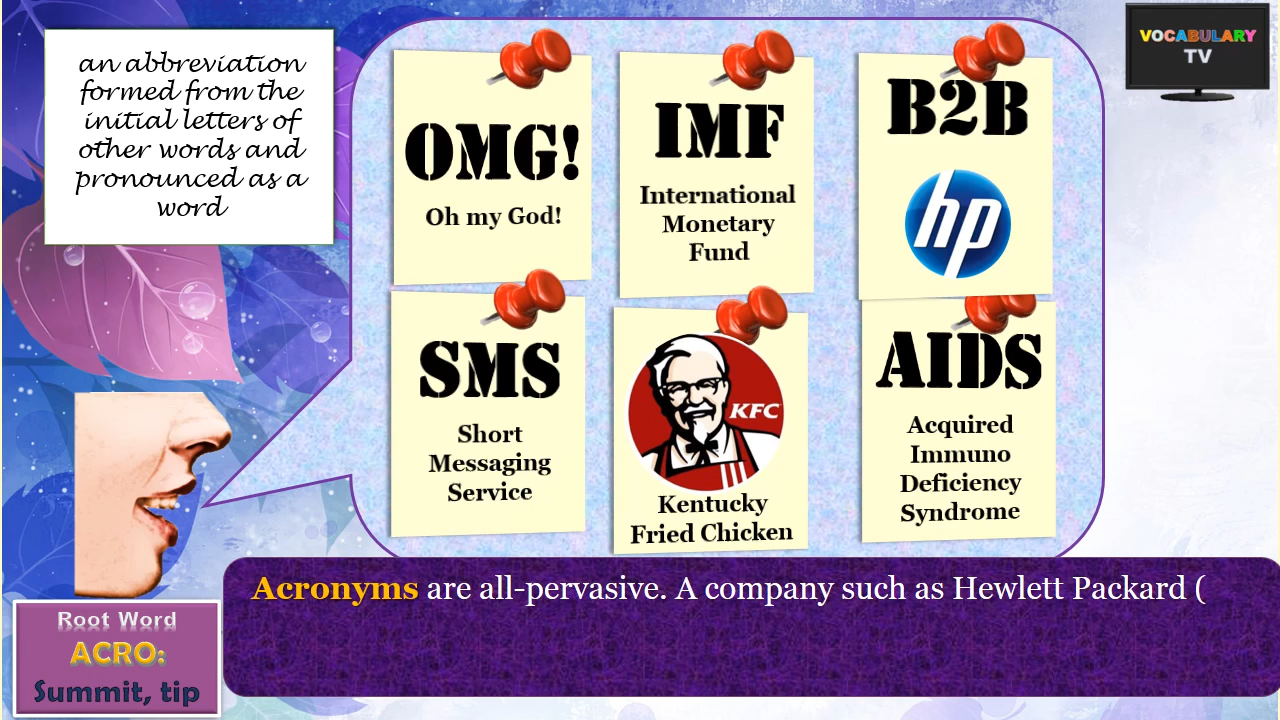 an abbreviation
formed from the
initial letters of
other words and
pronounced as a
word
OMG!
Oh my God!
IMF
International
Monetary
Fund
B2B
hp
VOCABULARY
TV
SMS
Short
Messaging
Service
KFC
Kentucky
Fried Chicken
AIDS
Acquired
Immuno
Deficiency
Syndrome
Acronyms are all-pervasive. A company such as Hewlett Packard (
Root Word
ACRO:
Summit, tip